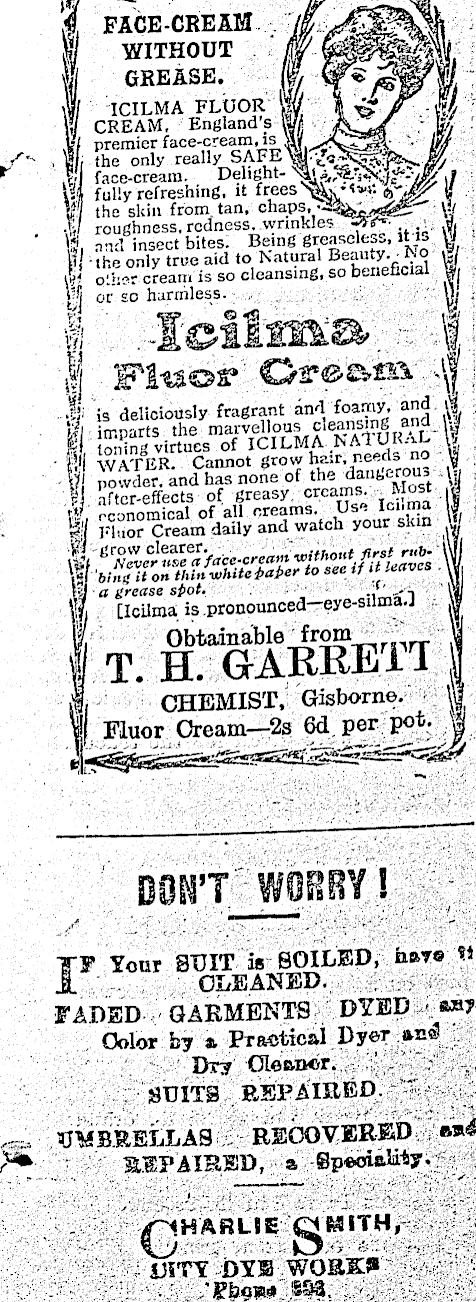 FACE-CREAM
WITHOUT
GREASE.
ICILMA FLUOR
CREAM, England's
premier face-cream, is
the only really SAFE
face-cream. Delight-
fully refreshing, it frees
the skin from tan, chaps,
roughness, redness, wrinkles
and insect bites. Being greaseless, it is
the only true aid to Natural Beauty. No
other cream is so cleansing, so beneficial
or so harmless.
Icilma
Fluor Cream
is deliciously fragrant and foamy, and
imparts the marvellous cleansing and
toning virtues of ICILMA NATURAL
WATER. Cannot grow hair, needs no
powder, and has none of the dangerous
after-effects of greasy creams. Most
economical of all creams. Use Icilma
Fluor Cream daily and watch your skin
grow clearer.
Never use a face-cream without first rub-
bing it on thin white paper to see if it leaves
a grease spot.
[Icilma is pronounced—eye-silma.]
Obtainable from
T. H. GARRETT
CHEMIST, Gisborne.
Fluor Cream—2s 6d per pot.
DON'T WORRY!
IF Your SUIT is SOILED, have it
CLEANED.
FADED GARMENTS DYED any
Color by a Practical Dyer and
Dry Cleaner.
SUITS REPAIRED.
UMBRELLAS RECOVERED and
REPAIRED, a Speciality.
CHARLIE SMITH,
CITY DYE WORKS
'Phone